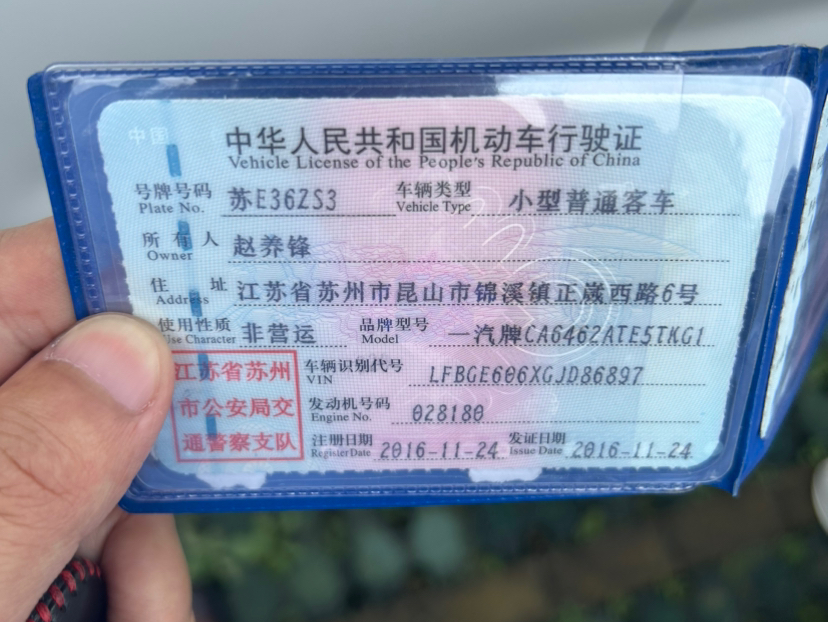 中国
中华人民共和国机动车行驶证
Vehicle License of the People's Republic of China
号牌号码 苏E36ZS3 车辆类型 小型普通客车
Plate No. Vehicle Type
所有人 赵养锋
Owner
住址 江苏省苏州市昆山市锦溪镇正崴西路6号
Address
使用性质 非营运 品牌型号 一汽牌CA6462ATE5TKG1
Use Character Model
江苏省苏州 车辆识别代号 LFBGE606XGJD86897
VIN
市公安局交 发动机号码 028180
Engine No.
通警察支队 注册日期 2016-11-24 发证日期 2016-11-24
Register Date Issue Date